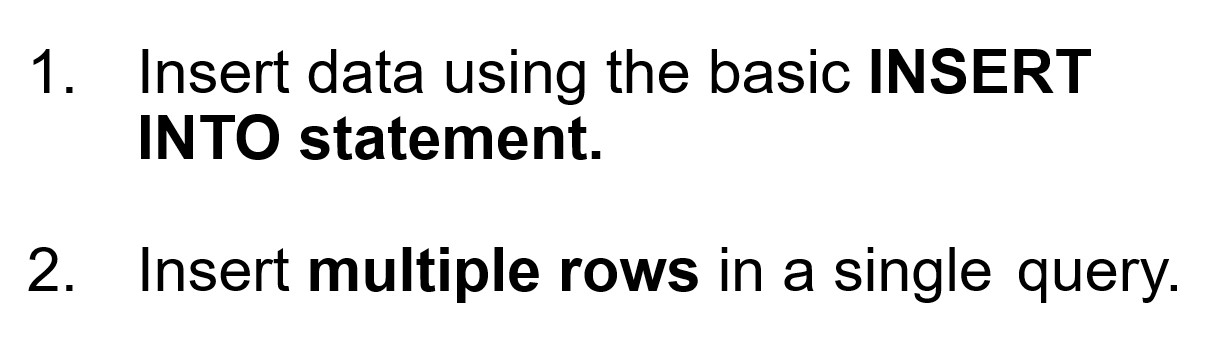 1. Insert data using the basic INSERT
INTO statement.
2. Insert multiple rows in a single query.